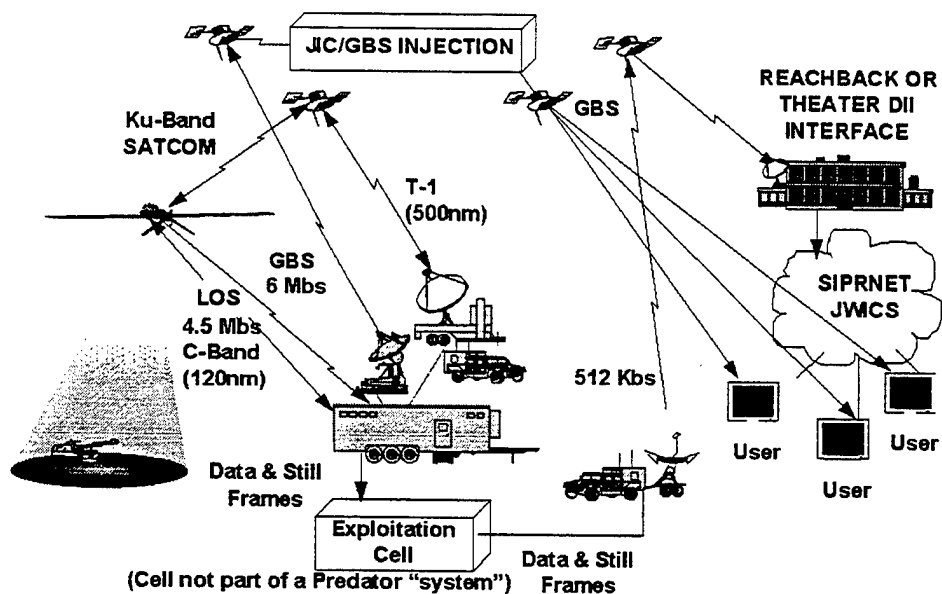 JIC/GBS INJECTION
Ku-Band
SATCOM
GBS
REACHBACK OR
THEATER DII
INTERFACE
T-1
(500nm)
GBS
6 Mbs
LOS
4.5 Mbs
C-Band
(120nm)
SIPRNET
JWICS
512 Kbs
User
User
User
Data & Still
Frames
Exploitation
Cell
(Cell not part of a Predator "system")
Data & Still
Frames